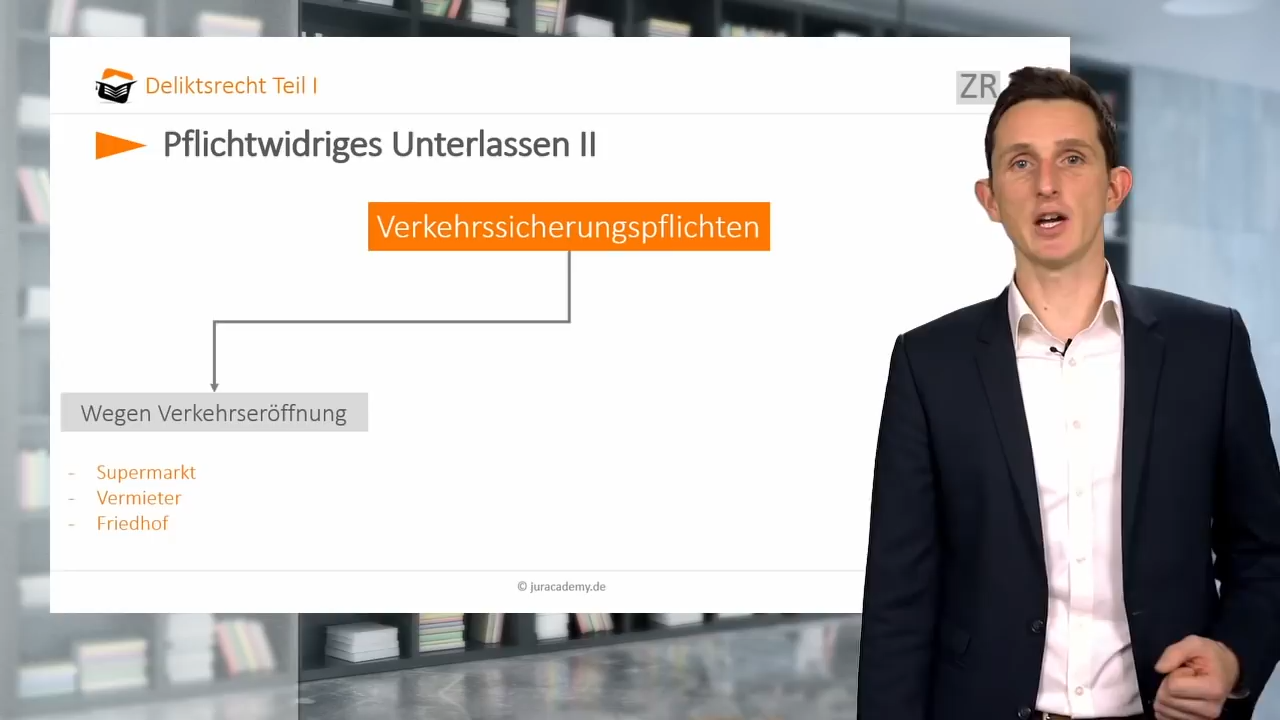 Deliktsrecht Teil I
ZR
Pflichtwidriges Unterlassen II
Verkehrssicherungspflichten
Wegen Verkehrseröffnung
- Supermarkt
- Vermieter
- Friedhof
© juracademy.de